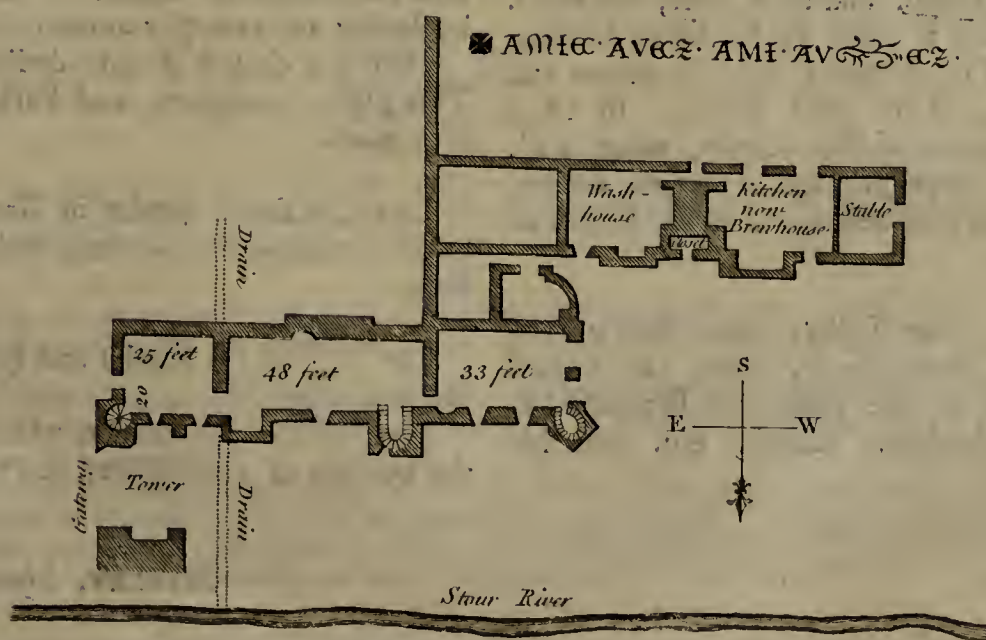 ✠ AMIE · AVEZ · AMI · AVEZ ·
Wash-
house
Kitchen
now
Brewhouse
Stable
closet
Drain
25 feet
48 feet
33 feet
20
S
E
W
Gateway
Tower
Drain
Stour River